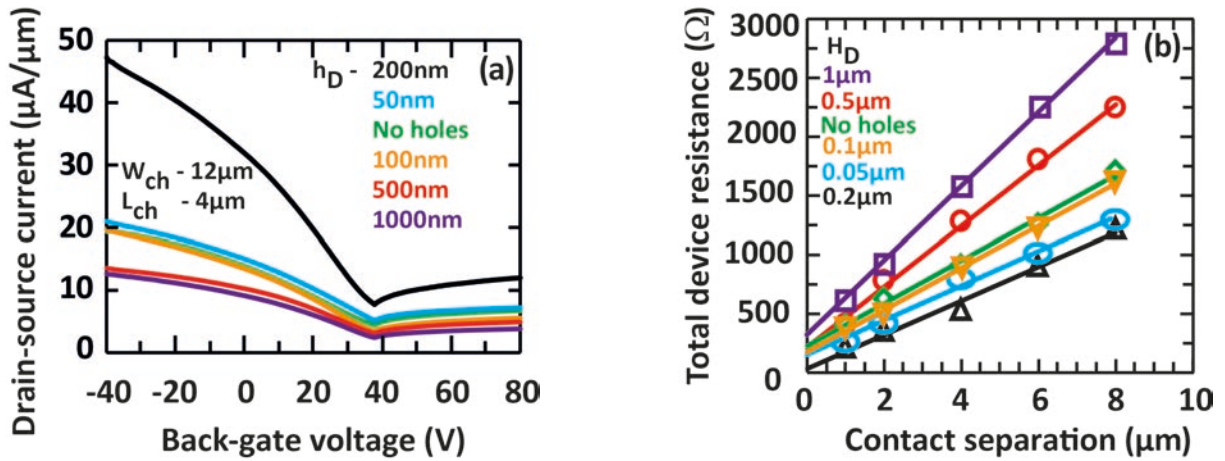 50
40
30
20
10
0
-40
-20
0
20
40
60
80
Drain-source current (µA/µm)
Back-gate voltage (V)
(a)
h_D - 200nm
50nm
No holes
100nm
500nm
1000nm
W_ch - 12µm
L_ch - 4µm
3000
2500
2000
1500
1000
500
0
0
2
4
6
8
10
Total device resistance (Ω)
Contact separation (µm)
(b)
H_D
1µm
0.5µm
No holes
0.1µm
0.05µm
0.2µm